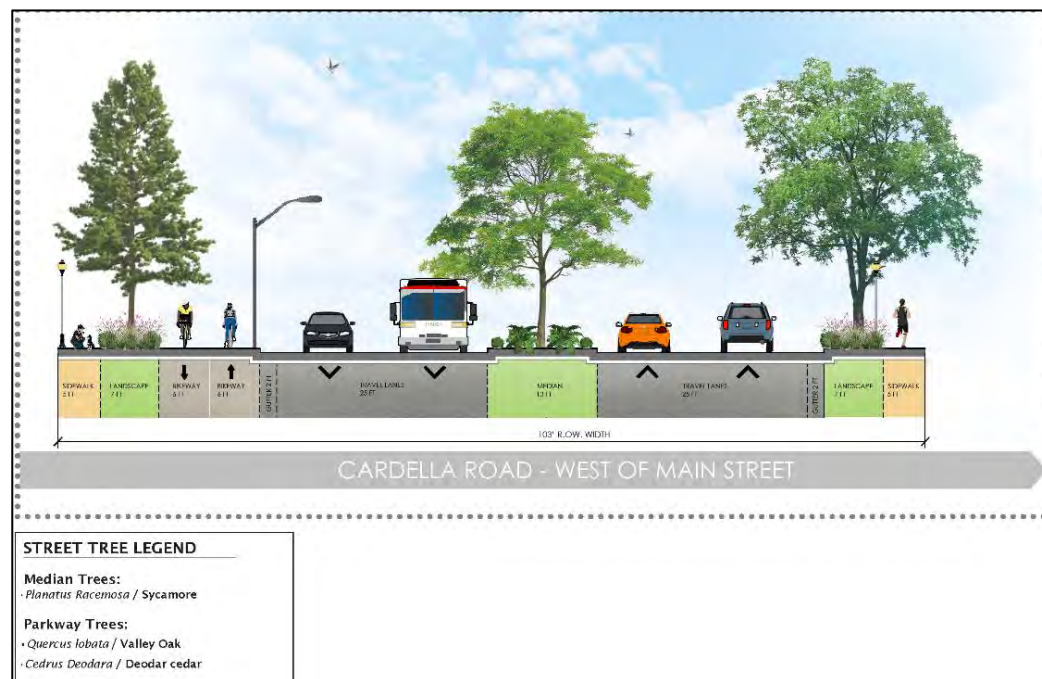 SIDEWALK
5 FT
LANDSCAPE
7 FT
BIKEWAY
6 FT
BIKEWAY
6 FT
GUTTER 2 FT
TRAVEL LANES
25 FT
MEDIAN
13 FT
TRAVEL LANES
25 FT
GUTTER 2 FT
LANDSCAPE
7 FT
SIDEWALK
5 FT
103' R.O.W. WIDTH
CARDELLA ROAD - WEST OF MAIN STREET
STREET TREE LEGEND
Median Trees:
· Planatus Racemosa / Sycamore
Parkway Trees:
• Quercus lobata / Valley Oak
· Cedrus Deodara / Deodar cedar